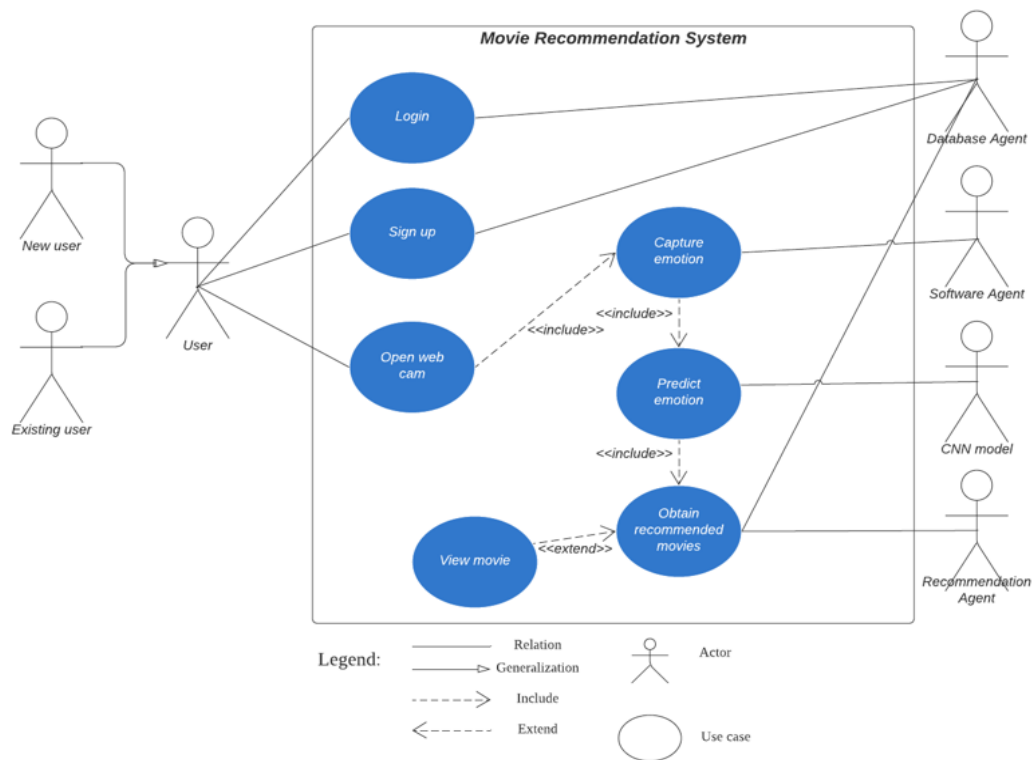 Movie Recommendation System
Login
Database Agent
New user
Sign up
Capture
emotion
Software Agent
User
<<include>>
<<include>>
Open web
cam
Predict
emotion
Existing user
CNN model
<<include>>
Obtain
recommended
movies
View movie
<<extend>>
Recommendation
Agent
Legend:
Relation
Generalization
Include
Extend
Actor
Use case